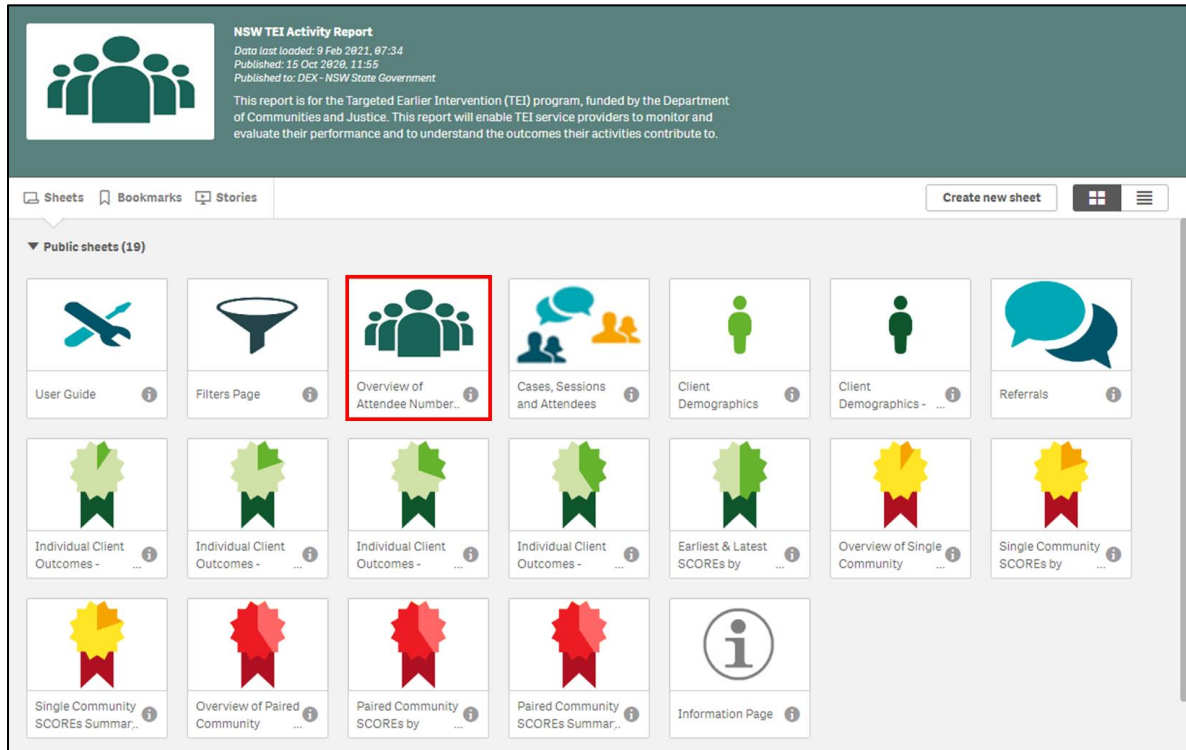 NSW TEI Activity Report
Data last loaded: 9 Feb 2021, 07:34
Published: 15 Oct 2020, 11:55
Published to: DEX - NSW State Government
This report is for the Targeted Earlier Intervention (TEI) program, funded by the Department
of Communities and Justice. This report will enable TEI service providers to monitor and
evaluate their performance and to understand the outcomes their activities contribute to.
Sheets Bookmarks Stories
Create new sheet
Public sheets (19)
User Guide
Filters Page
Overview of
Attendee Number..
Cases, Sessions
and Attendees
Client
Demographics
Client
Demographics - ...
Referrals
Individual Client
Outcomes - ...
Individual Client
Outcomes - ...
Individual Client
Outcomes - ...
Individual Client
Outcomes - ...
Earliest & Latest
SCOREs by ...
Overview of Single
Community ...
Single Community
SCOREs by ...
Single Community
SCOREs Summar..
Overview of Paired
Community ...
Paired Community
SCOREs by ...
Paired Community
SCOREs Summar..
Information Page